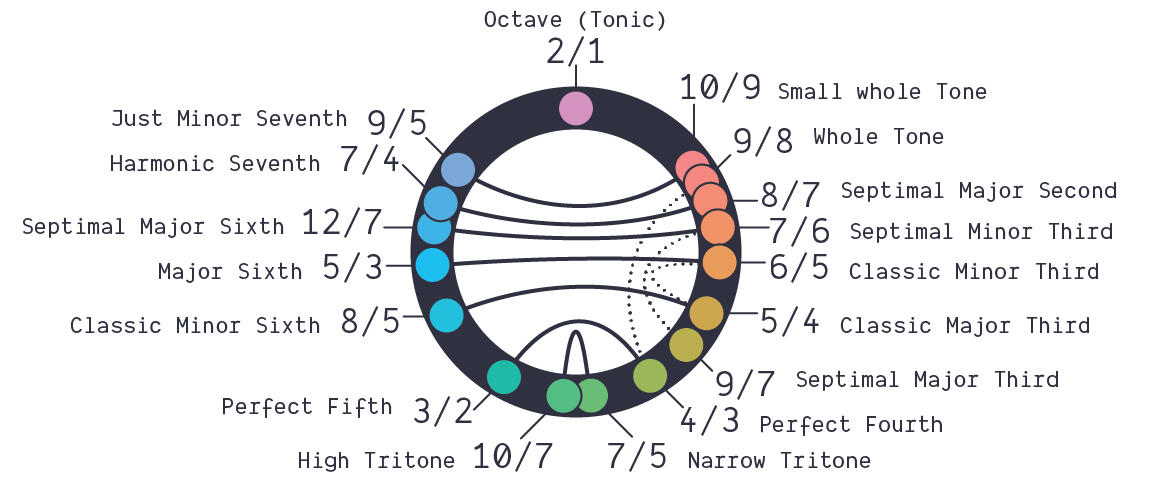 Octave (Tonic)
2/1
10/9 Small whole Tone
9/8 Whole Tone
8/7 Septimal Major Second
7/6 Septimal Minor Third
6/5 Classic Minor Third
5/4 Classic Major Third
9/7 Septimal Major Third
4/3 Perfect Fourth
7/5 Narrow Tritone
High Tritone 10/7
Perfect Fifth 3/2
Classic Minor Sixth 8/5
Major Sixth 5/3
Septimal Major Sixth 12/7
Harmonic Seventh 7/4
Just Minor Seventh 9/5